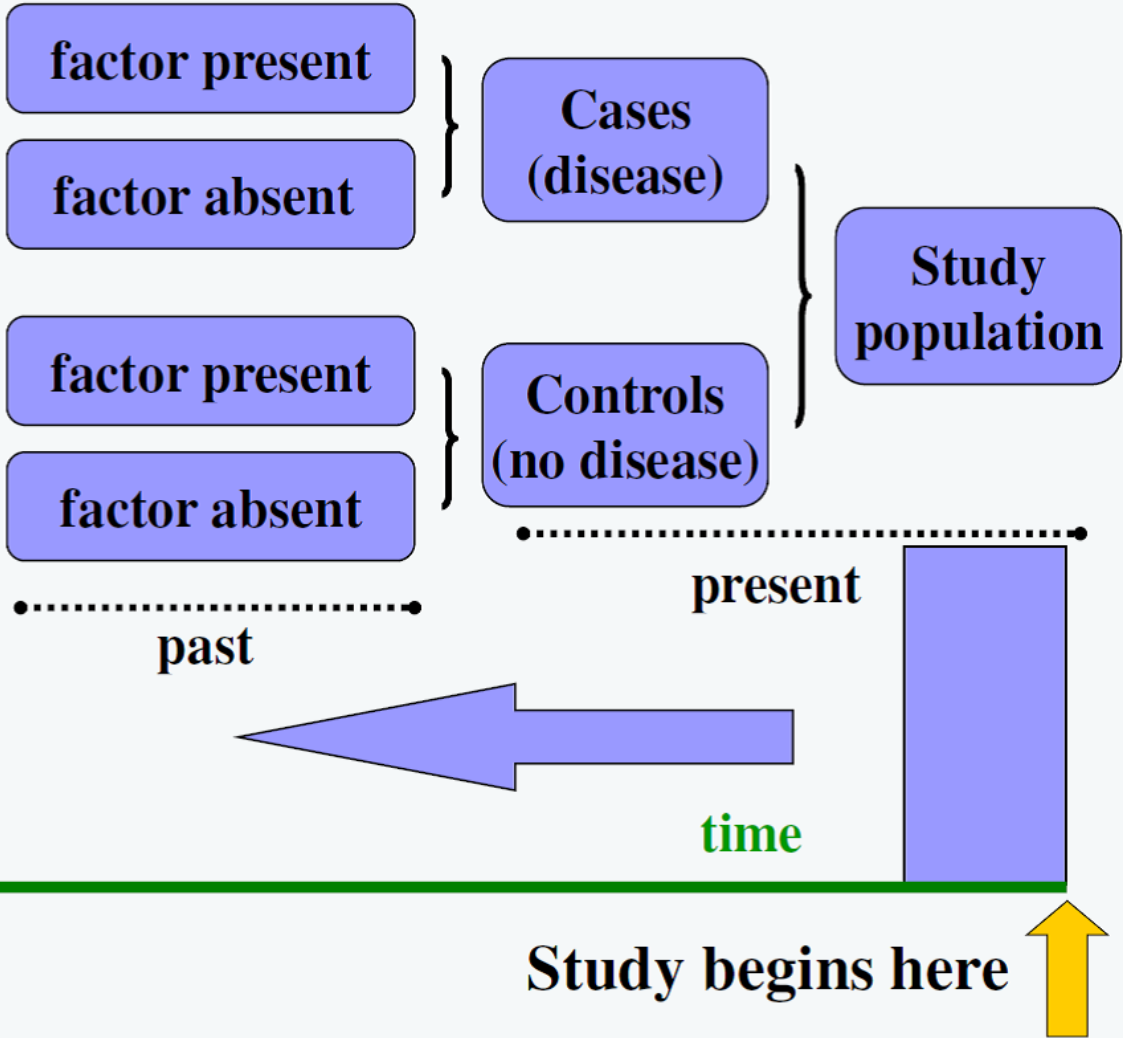 factor present
factor absent
Cases
(disease)
Study
population
factor present
factor absent
Controls
(no disease)
present
past
time
Study begins here